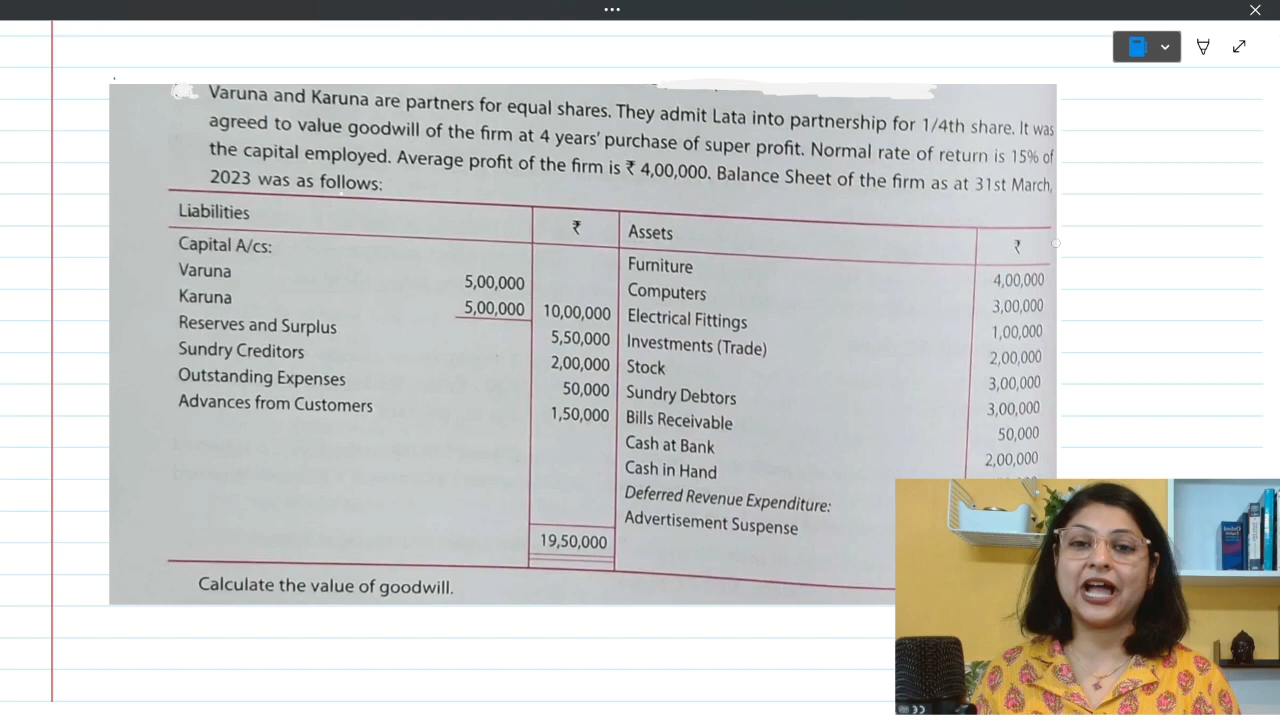 Varuna and Karuna are partners for equal shares. They admit Lata into partnership for 1/4th share. It was
agreed to value goodwill of the firm at 4 years' purchase of super profit. Normal rate of return is 15% of
the capital employed. Average profit of the firm is ₹ 4,00,000. Balance Sheet of the firm as at 31st March,
2023 was as follows:
Liabilities ₹ Assets ₹
Capital A/cs: Furniture 4,00,000
Varuna 5,00,000 Computers 3,00,000
Karuna 5,00,000 10,00,000 Electrical Fittings 1,00,000
Reserves and Surplus 5,50,000 Investments (Trade) 2,00,000
Sundry Creditors 2,00,000 Stock 3,00,000
Outstanding Expenses 50,000 Sundry Debtors 3,00,000
Advances from Customers 1,50,000 Bills Receivable 50,000
Cash at Bank 2,00,000
Cash in Hand
Deferred Revenue Expenditure:
Advertisement Suspense
19,50,000
Calculate the value of goodwill.